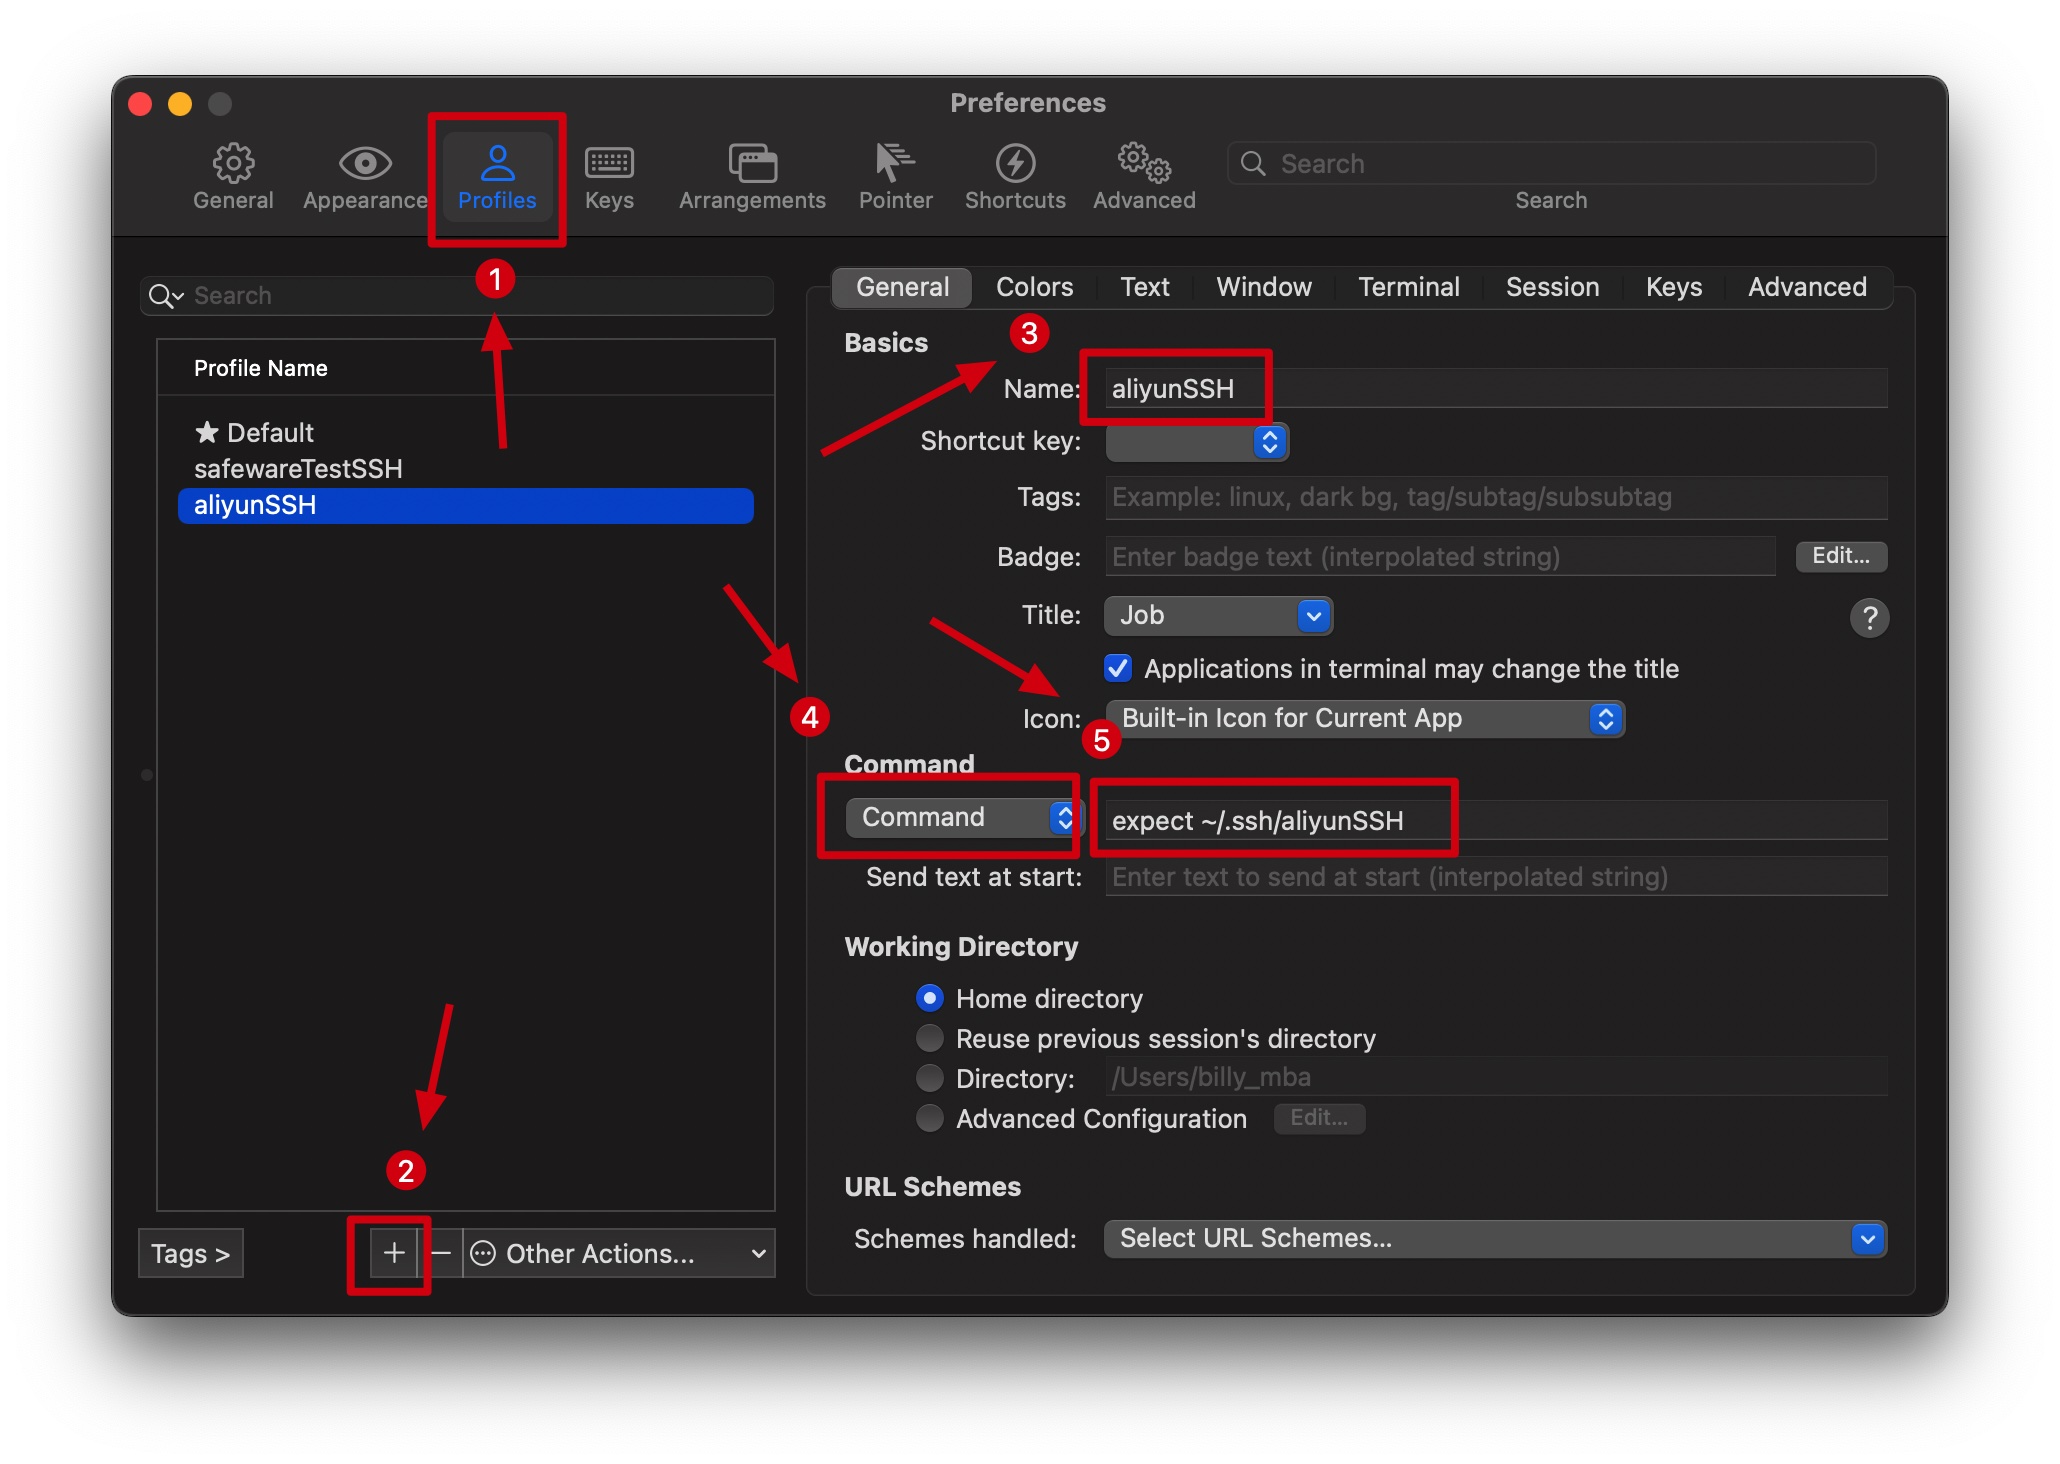 Preferences
General Appearance Profiles Keys Arrangements Pointer Shortcuts Advanced Search
Search
1
Search
Profile Name
★ Default
safewareTestSSH
aliyunSSH
2
Tags > + − Other Actions...
General Colors Text Window Terminal Session Keys Advanced
3
Basics
Name: aliyunSSH
Shortcut key:
Tags: Example: linux, dark bg, tag/subtag/subsubtag
Badge: Enter badge text (interpolated string) Edit...
Title: Job ?
Applications in terminal may change the title
Icon: Built-in Icon for Current App
4
5
Command
Command expect ~/.ssh/aliyunSSH
Send text at start: Enter text to send at start (interpolated string)
Working Directory
Home directory
Reuse previous session's directory
Directory: /Users/billy_mba
Advanced Configuration Edit...
URL Schemes
Schemes handled: Select URL Schemes...